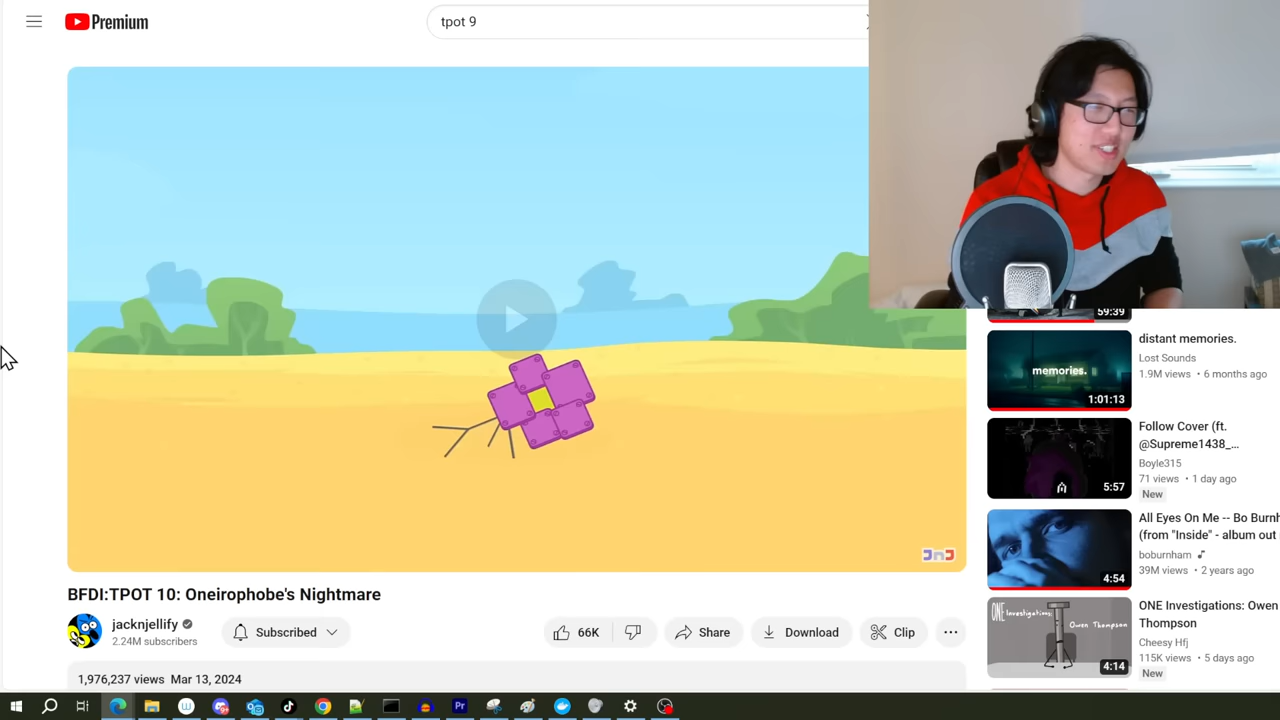 Premium
tpot 9
59:39
distant memories.
Lost Sounds
1.9M views • 6 months ago
memories.
1:01:13
Follow Cover (ft.
@Supreme1438_...
Boyle315
71 views • 1 day ago
New
5:57
All Eyes On Me -- Bo Burnh
(from "Inside" - album out
boburnham
39M views • 2 years ago
4:54
ONE Investigations: Owen
Thompson
Cheesy Hfj
115K views • 5 days ago
New
ONE Investigations:
Owen Thompson
4:14
BFDI:TPOT 10: Oneirophobe's Nightmare
jacknjellify
2.24M subscribers
Subscribed
66K
Share
Download
Clip
1,976,237 views Mar 13, 2024